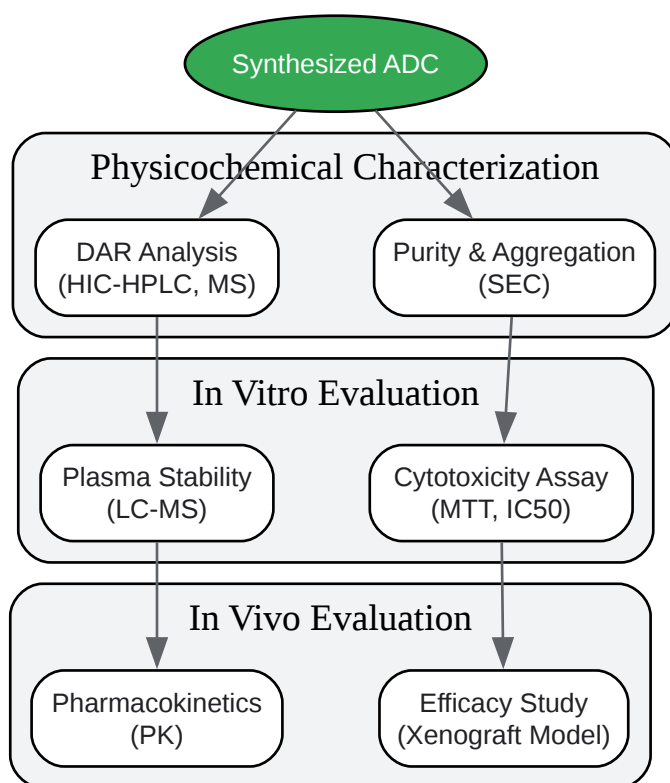 Synthesized ADC
Physicochemical Characterization
DAR Analysis
(HIC-HPLC, MS)
Purity & Aggregation
(SEC)
In Vitro Evaluation
Plasma Stability
(LC-MS)
Cytotoxicity Assay
(MTT, IC50)
In Vivo Evaluation
Pharmacokinetics
(PK)
Efficacy Study
(Xenograft Model)